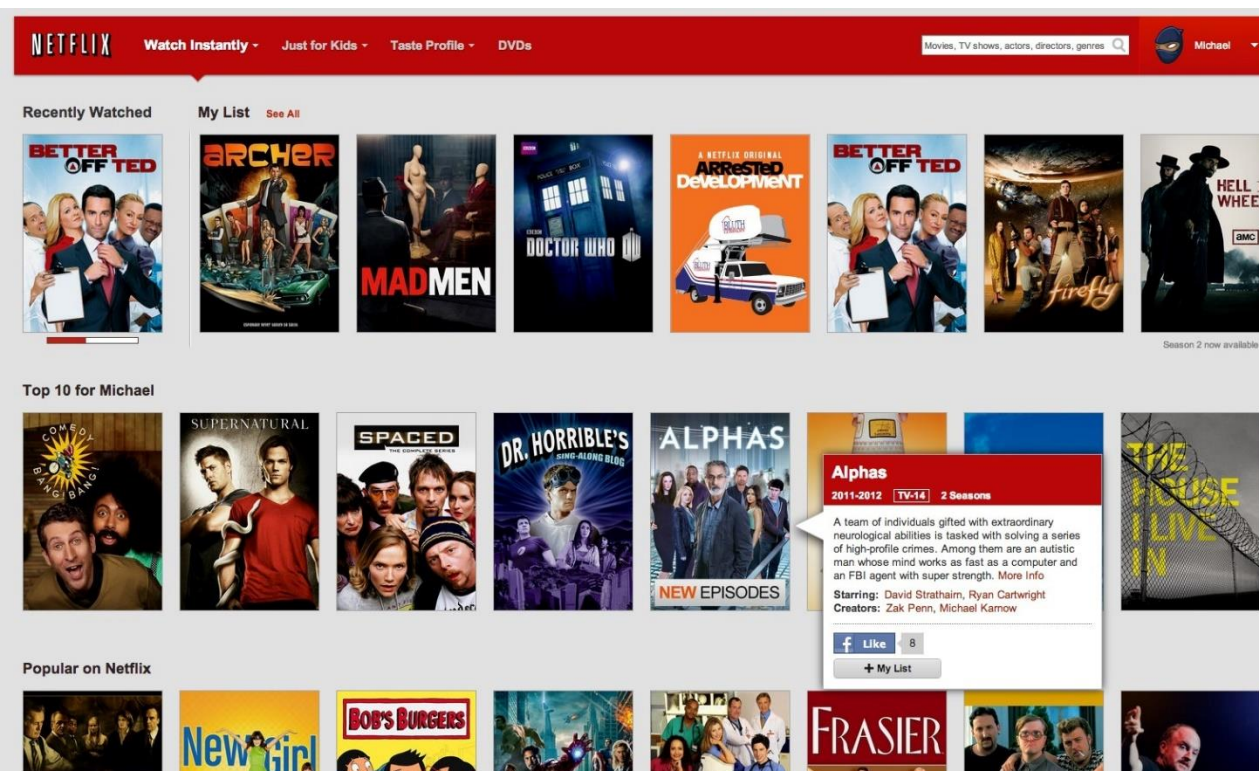 NETFLIX
Watch Instantly
Just for Kids
Taste Profile
DVDs
Movies, TV shows, actors, directors, genres
Michael
Recently Watched
My List
See All
BETTER
OFF TED
ARCHER
MADMEN
BBC
POLICE BOX
DOCTOR WHO
A NETFLIX ORIGINAL
ARReSTeD
DeVeLOPMeNT
BLUTH
BETTER
OFF TED
firefly
HELL
WHEE
amc
Season 2 now available
Top 10 for Michael
COMEDY
BANG! BANG!
SUPERNATURAL
SPACED
THE COMPLETE SERIES
DR. HORRIBLE'S
SING-ALONG BLOG
ALPHAS
NEW EPISODES
THE
HOUSE
I LIVE
IN
Alphas
2011-2012 TV-14 2 Seasons
A team of individuals gifted with extraordinary
neurological abilities is tasked with solving a series
of high-profile crimes. Among them are an autistic
man whose mind works as fast as a computer and
an FBI agent with super strength. More Info
Starring: David Strathairn, Ryan Cartwright
Creators: Zak Penn, Michael Karnow
f Like 8
+ My List
Popular on Netflix
New Girl
BOB'S BURGERS
FRASIER